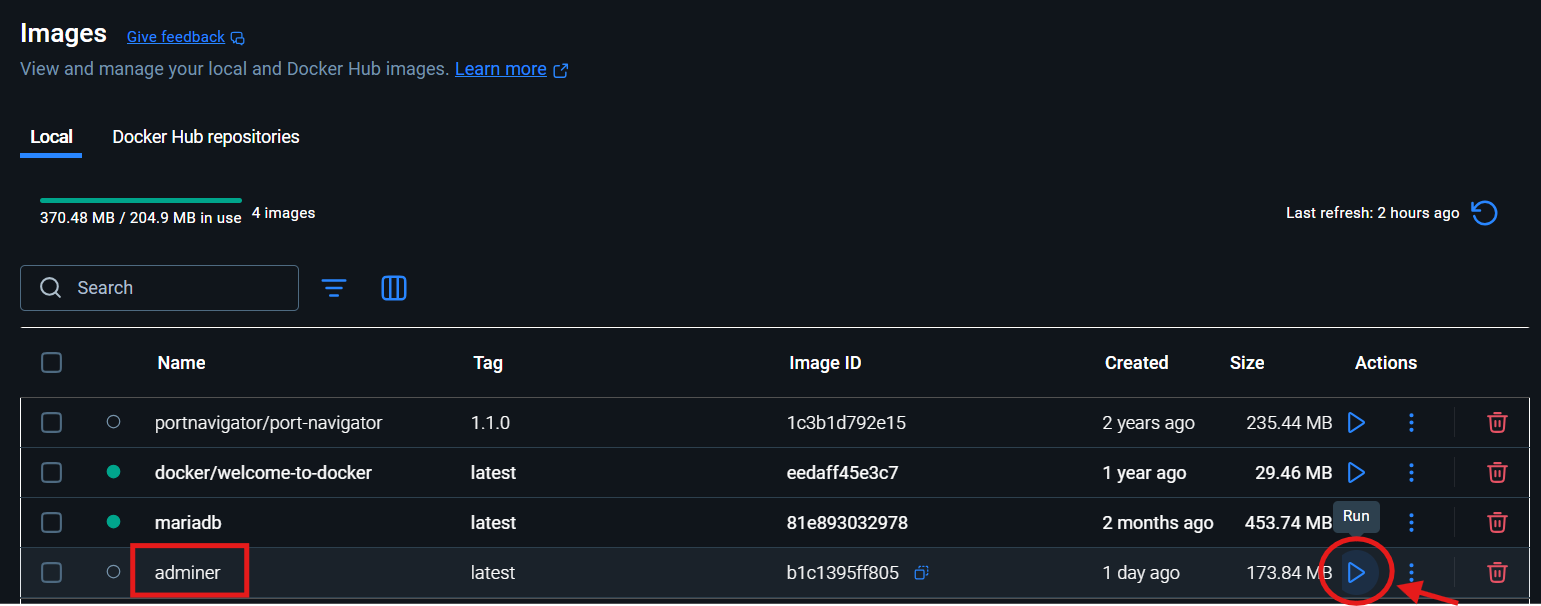 Images Give feedback
View and manage your local and Docker Hub images. Learn more
Local Docker Hub repositories
370.48 MB / 204.9 MB in use 4 images Last refresh: 2 hours ago
Search
Name Tag Image ID Created Size Actions
portnavigator/port-navigator 1.1.0 1c3b1d792e15 2 years ago 235.44 MB
docker/welcome-to-docker latest eedaff45e3c7 1 year ago 29.46 MB
mariadb latest 81e893032978 2 months ago 453.74 MB Run
adminer latest b1c1395ff805 1 day ago 173.84 MB